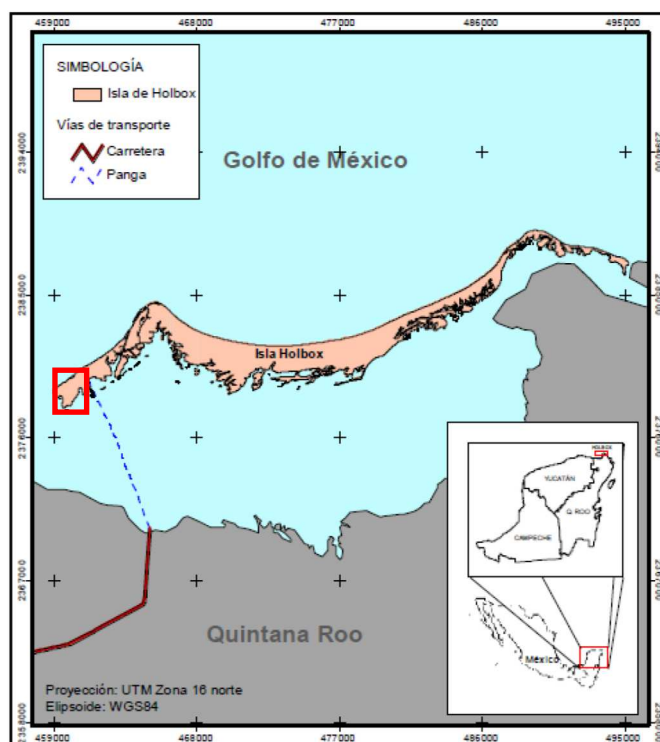 459000 468000 477000 486000 495000
SIMBOLOGÍA
Isla de Holbox
Vías de transporte
Carretera
Panga
2394000
Golfo de México
2385000
Isla Holbox
2376000
HOLBOX
YUCATÁN
Q. ROO
CAMPECHE
2367000
Quintana Roo
México
Proyección: UTM Zona 16 norte
Elipsoide: WGS84
2358000
459000 468000 477000 486000 495000